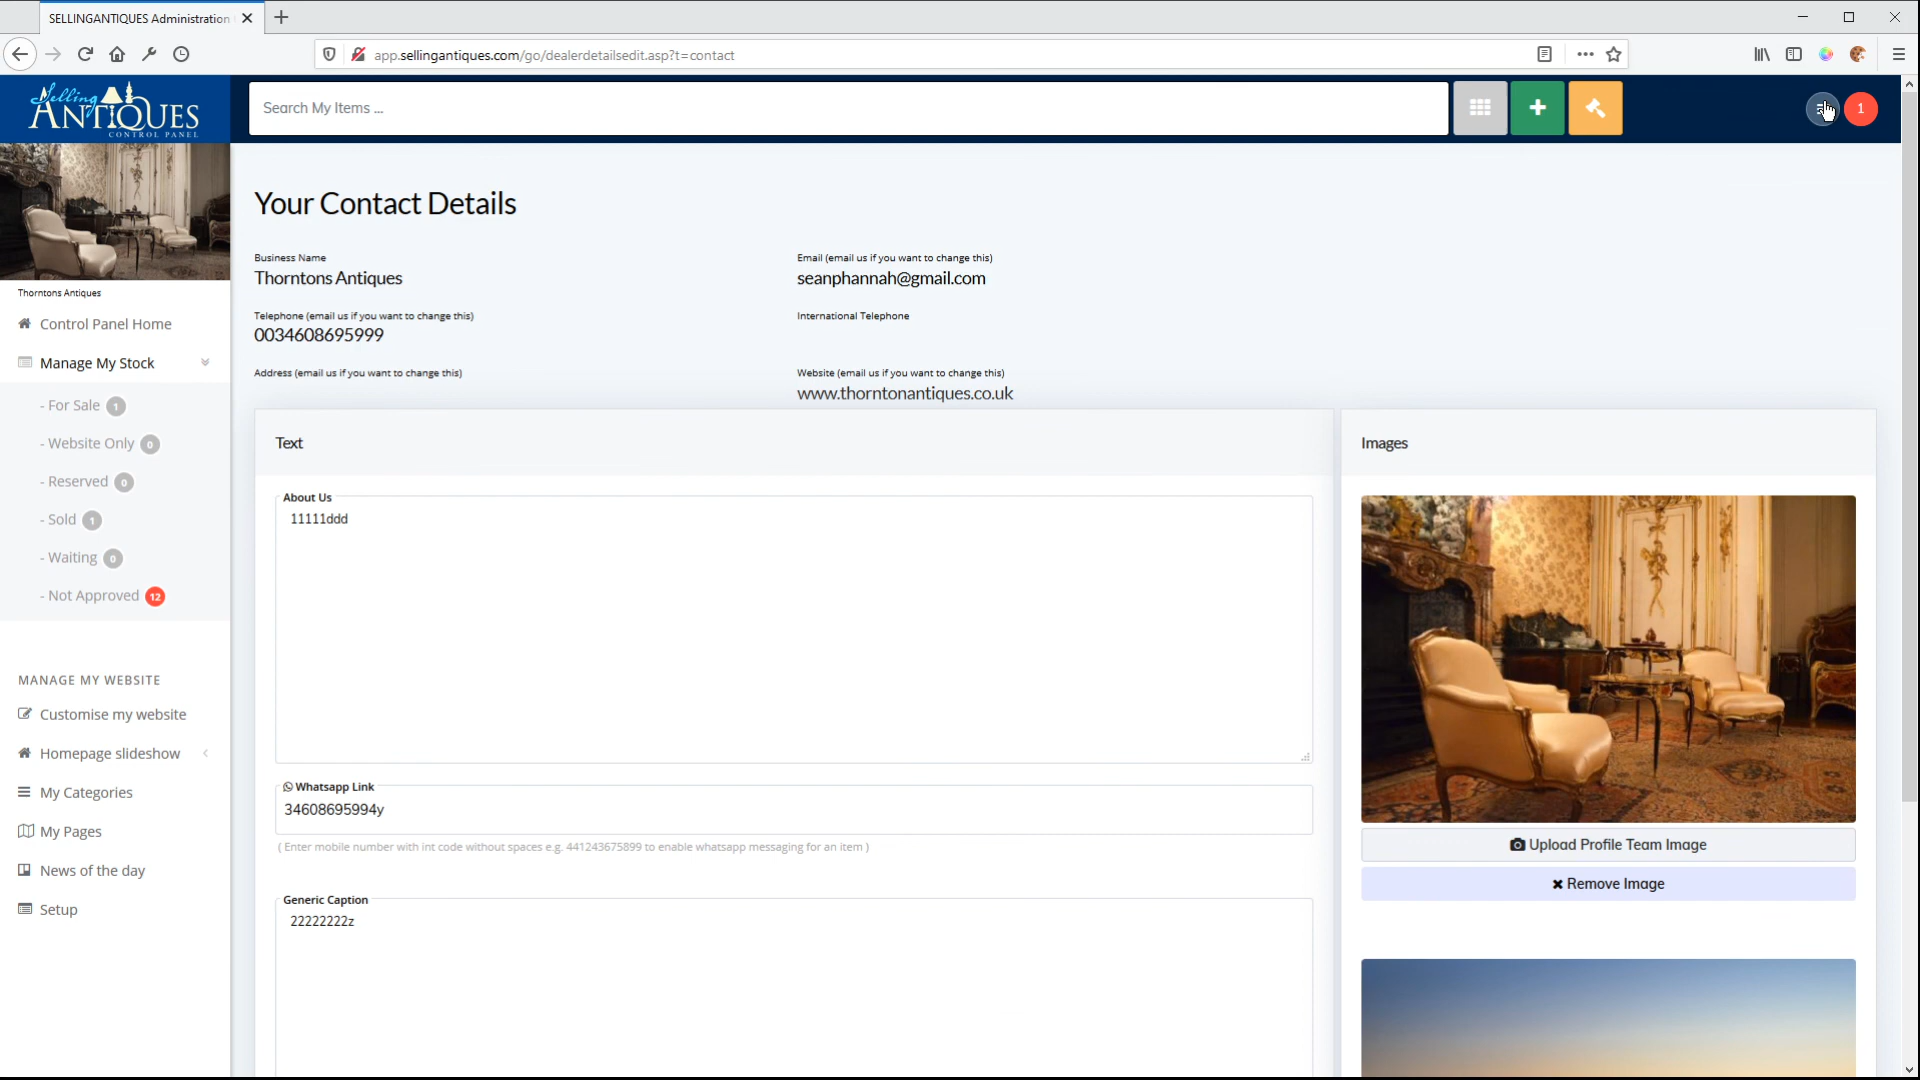 SELLINGANTIQUES Administration
app.sellingantiques.com/go/dealerdetailsedit.asp?t=contact
Selling
ANTIQUES
CONTROL PANEL
Search My Items ...
1
Thorntons Antiques
Control Panel Home
Manage My Stock
- For Sale 1
- Website Only 0
- Reserved 0
- Sold 1
- Waiting 0
- Not Approved 12
MANAGE MY WEBSITE
Customise my website
Homepage slideshow
My Categories
My Pages
News of the day
Setup
Your Contact Details
Business Name
Thorntons Antiques
Email (email us if you want to change this)
seanphannah@gmail.com
Telephone (email us if you want to change this)
0034608695999
International Telephone
Address (email us if you want to change this)
Website (email us if you want to change this)
www.thorntonantiques.co.uk
Text
About Us
11111ddd
Whatsapp Link
34608695994y
( Enter mobile number with int code without spaces e.g. 441243675899 to enable whatsapp messaging for an item )
Generic Caption
22222222z
Images
Upload Profile Team Image
Remove Image